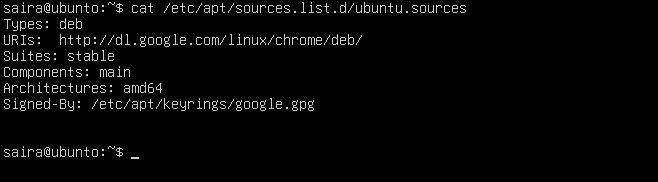 saira@ubunto:~$ cat /etc/apt/sources.list.d/ubuntu.sources
Types: deb
URIs:  http://dl.google.com/linux/chrome/deb/
Suites: stable
Components: main
Architectures: amd64
Signed-By: /etc/apt/keyrings/google.gpg
saira@ubunto:~$ _